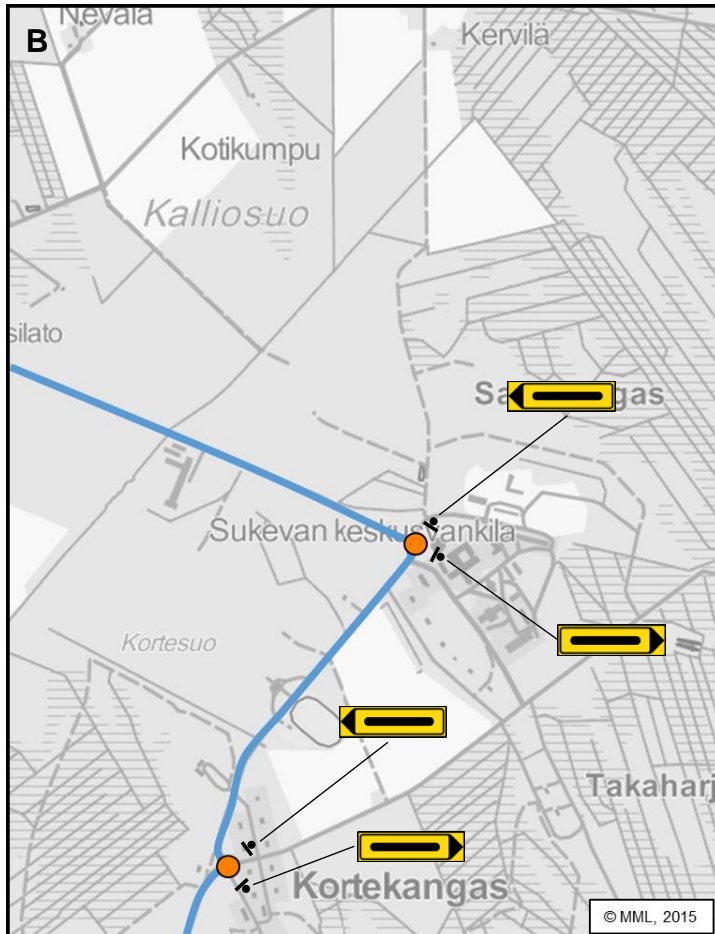 B
Nevala
Kervilä
Kotikumpu
Kalliosuo
silato
Sukevan keskusvankila
Kortesuo
Takaharj
Kortekangas
© MML, 2015